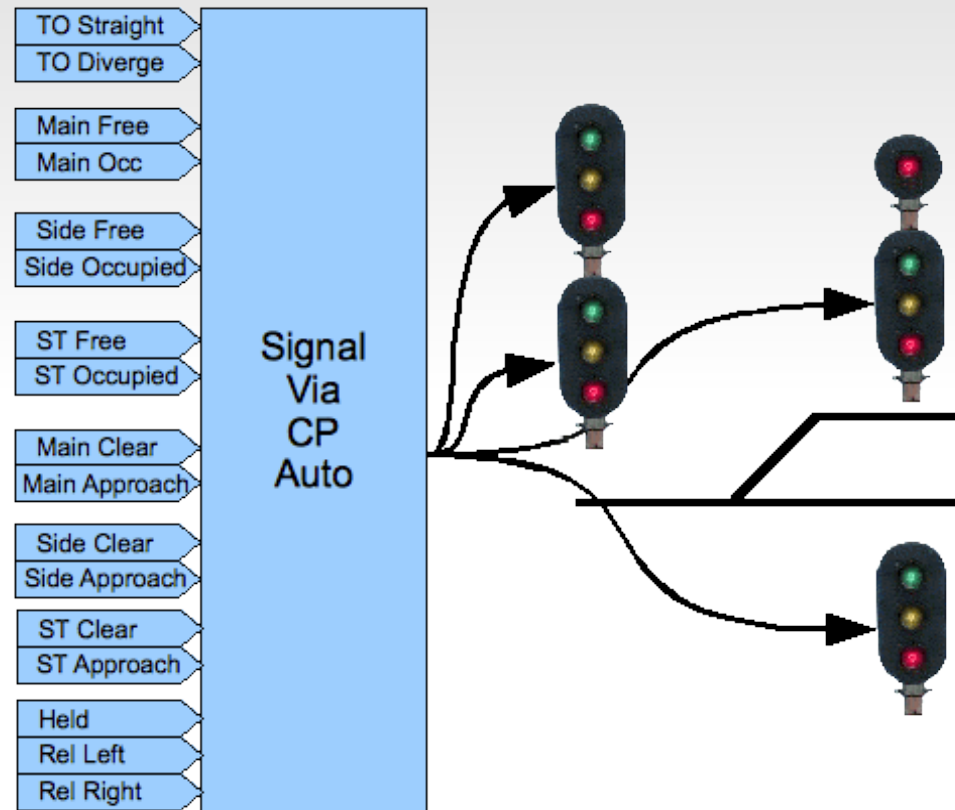 TO Straight
TO Diverge
Main Free
Main Occ
Side Free
Side Occupied
ST Free
ST Occupied
Main Clear
Main Approach
Side Clear
Side Approach
ST Clear
ST Approach
Held
Rel Left
Rel Right
Signal
Via
CP
Auto